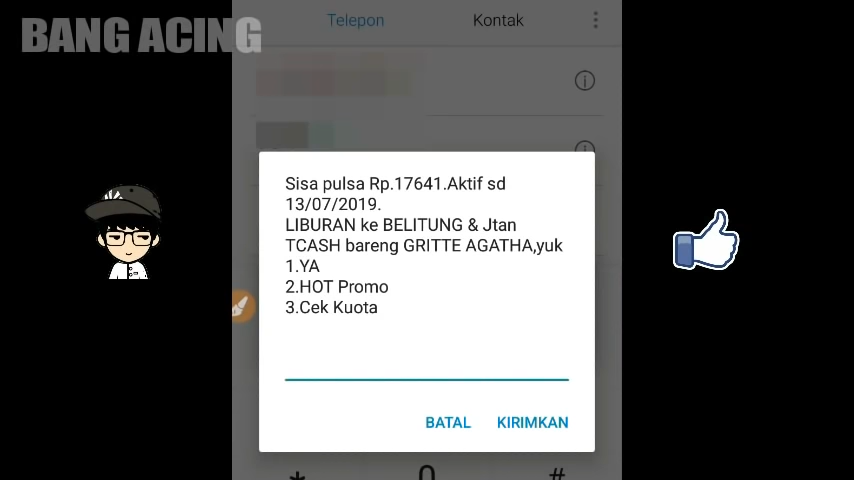 BANG ACING
Telepon
Kontak
Sisa pulsa Rp.17641.Aktif sd
13/07/2019.
LIBURAN ke BELITUNG & Jtan
TCASH bareng GRITTE AGATHA,yuk
1.YA
2.HOT Promo
3.Cek Kuota
BATAL
KIRIMKAN
* 0 #